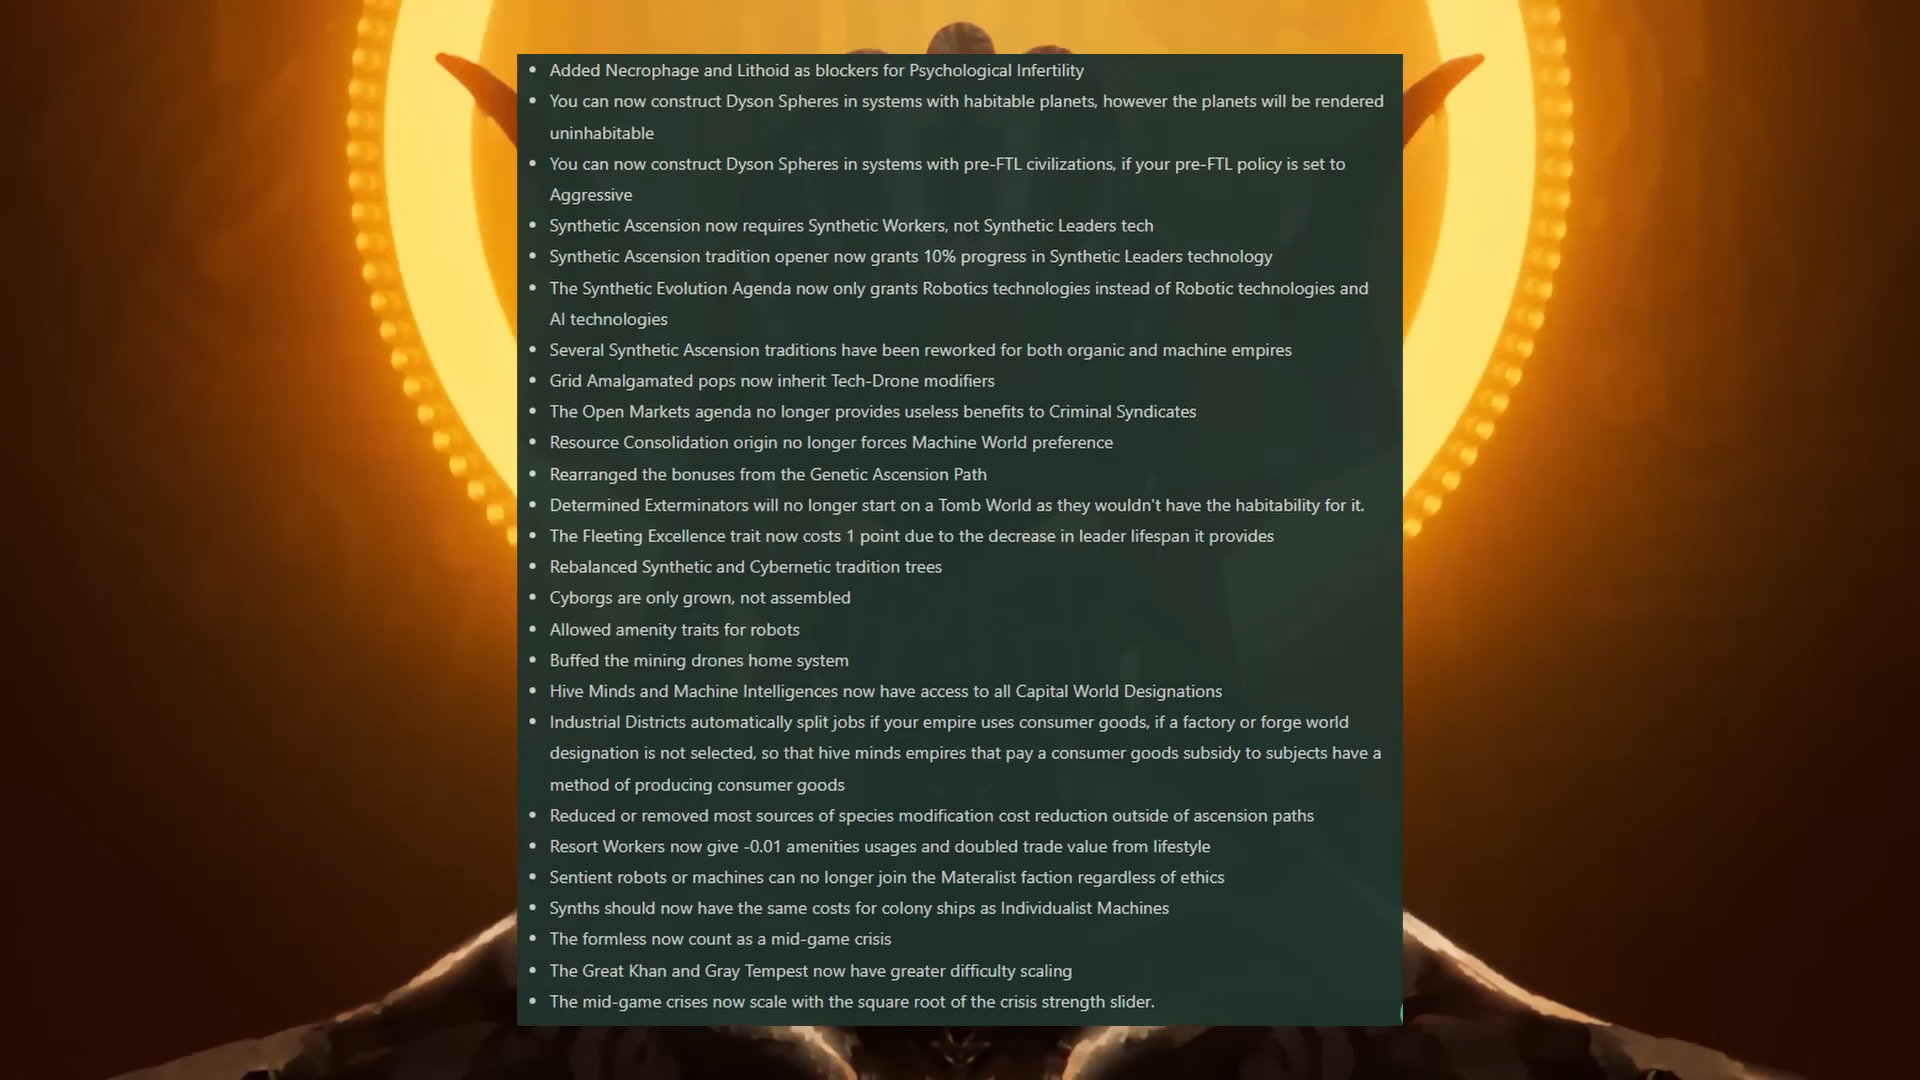 • Added Necrophage and Lithoid as blockers for Psychological Infertility
• You can now construct Dyson Spheres in systems with habitable planets, however the planets will be rendered
uninhabitable
• You can now construct Dyson Spheres in systems with pre-FTL civilizations, if your pre-FTL policy is set to
Aggressive
• Synthetic Ascension now requires Synthetic Workers, not Synthetic Leaders tech
• Synthetic Ascension tradition opener now grants 10% progress in Synthetic Leaders technology
• The Synthetic Evolution Agenda now only grants Robotics technologies instead of Robotic technologies and
AI technologies
• Several Synthetic Ascension traditions have been reworked for both organic and machine empires
• Grid Amalgamated pops now inherit Tech-Drone modifiers
• The Open Markets agenda no longer provides useless benefits to Criminal Syndicates
• Resource Consolidation origin no longer forces Machine World preference
• Rearranged the bonuses from the Genetic Ascension Path
• Determined Exterminators will no longer start on a Tomb World as they wouldn't have the habitability for it.
• The Fleeting Excellence trait now costs 1 point due to the decrease in leader lifespan it provides
• Rebalanced Synthetic and Cybernetic tradition trees
• Cyborgs are only grown, not assembled
• Allowed amenity traits for robots
• Buffed the mining drones home system
• Hive Minds and Machine Intelligences now have access to all Capital World Designations
• Industrial Districts automatically split jobs if your empire uses consumer goods, if a factory or forge world
designation is not selected, so that hive minds empires that pay a consumer goods subsidy to subjects have a
method of producing consumer goods
• Reduced or removed most sources of species modification cost reduction outside of ascension paths
• Resort Workers now give -0.01 amenities usages and doubled trade value from lifestyle
• Sentient robots or machines can no longer join the Materalist faction regardless of ethics
• Synths should now have the same costs for colony ships as Individualist Machines
• The formless now count as a mid-game crisis
• The Great Khan and Gray Tempest now have greater difficulty scaling
• The mid-game crises now scale with the square root of the crisis strength slider.